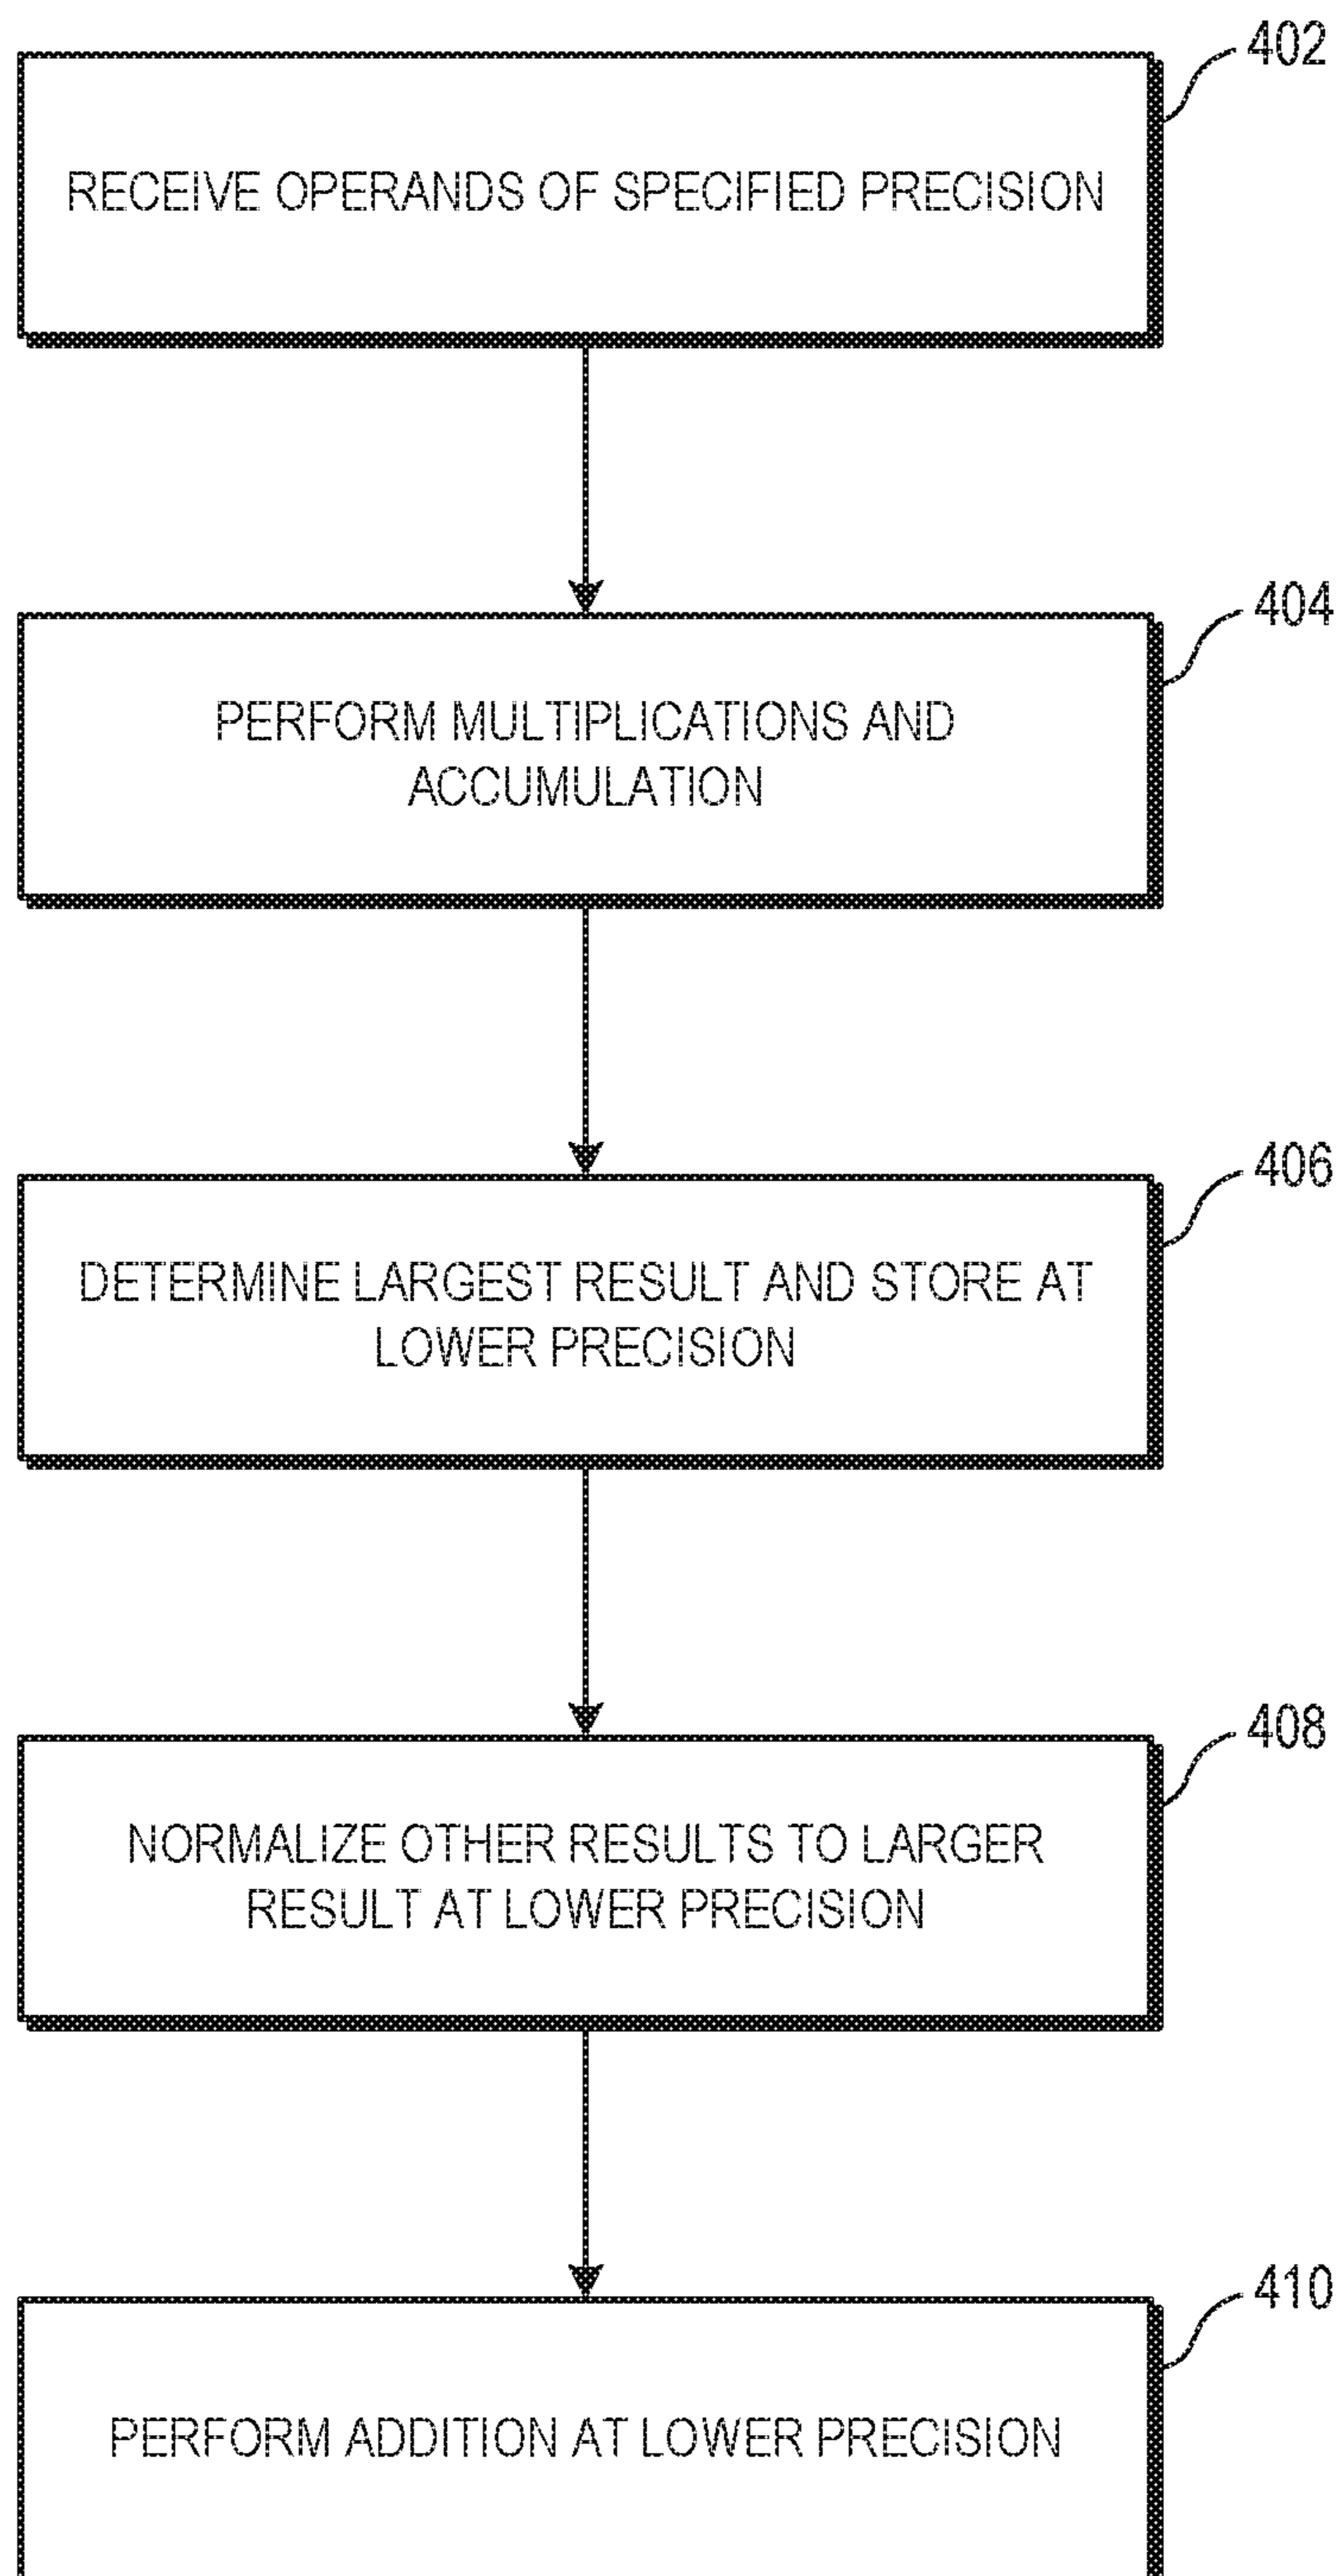 402
RECEIVE OPERANDS OF SPECIFIED PRECISION
404
PERFORM MULTIPLICATIONS AND
ACCUMULATION
406
DETERMINE LARGEST RESULT AND STORE AT
LOWER PRECISION
408
NORMALIZE OTHER RESULTS TO LARGER
RESULT AT LOWER PRECISION
410
PERFORM ADDITION AT LOWER PRECISION